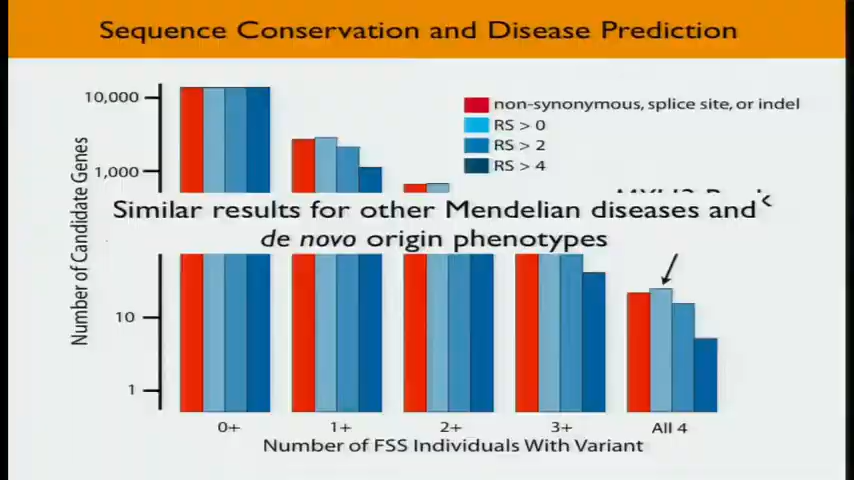 Sequence Conservation and Disease Prediction
10,000
1,000
10
1
Number of Candidate Genes
non-synonymous, splice site, or indel
RS > 0
RS > 2
RS > 4
Similar results for other Mendelian diseases and
de novo origin phenotypes
0+
1+
2+
3+
All 4
Number of FSS Individuals With Variant